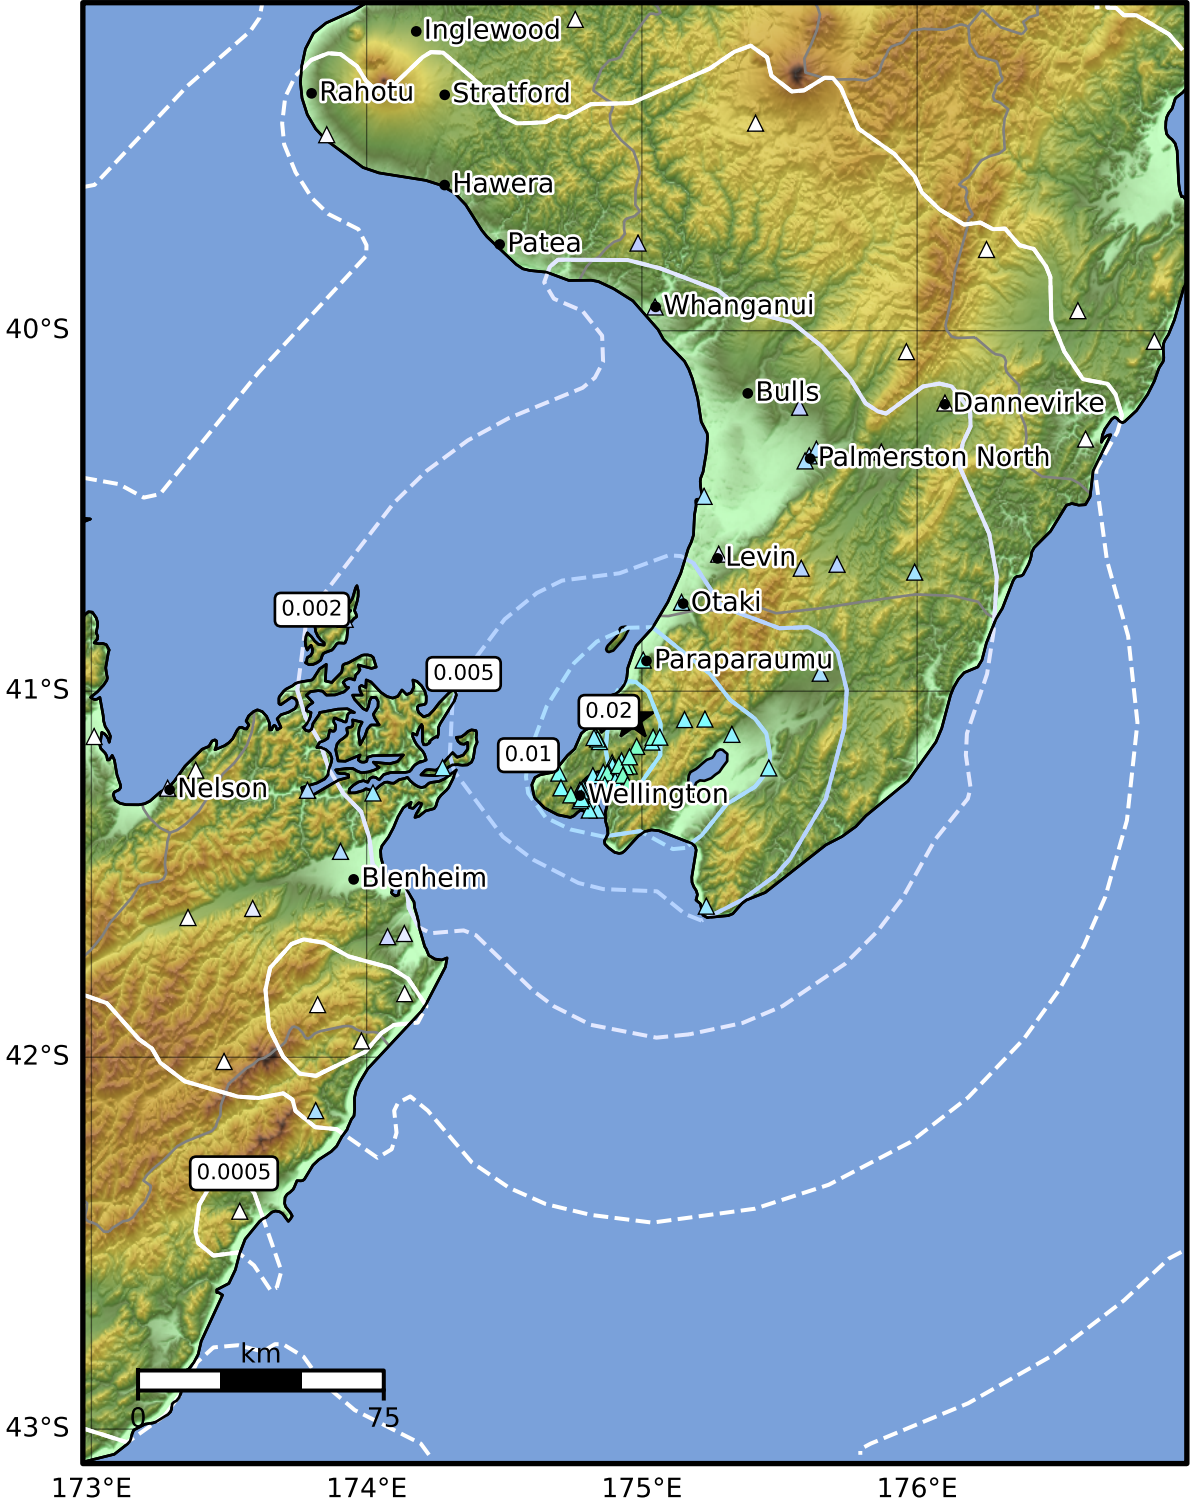 Inglewood
Rahotu
Stratford
Hawera
Patea
Whanganui
40°S
Bulls
Dannevirke
Palmerston North
Levin
Otaki
0.002
Paraparaumu
0.005
41°S
0.02
0.01
Nelson
Wellington
Blenheim
42°S
0.0005
km
0 75
43°S
173°E 174°E 175°E 176°E